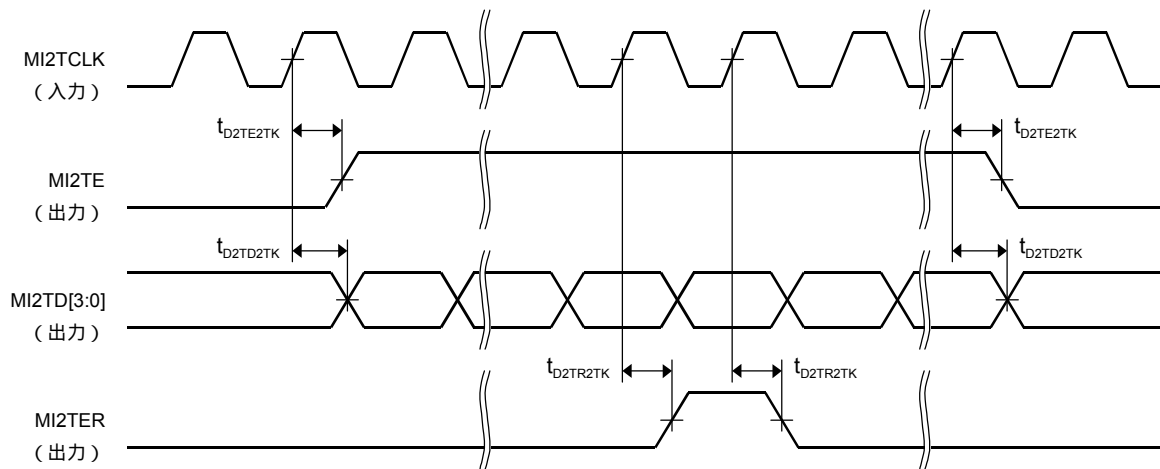 MI2TCLK
（入力）
tD2TE2TK
tD2TE2TK
MI2TE
（出力）
tD2TD2TK
tD2TD2TK
MI2TD[3:0]
（出力）
tD2TR2TK
tD2TR2TK
MI2TER
（出力）